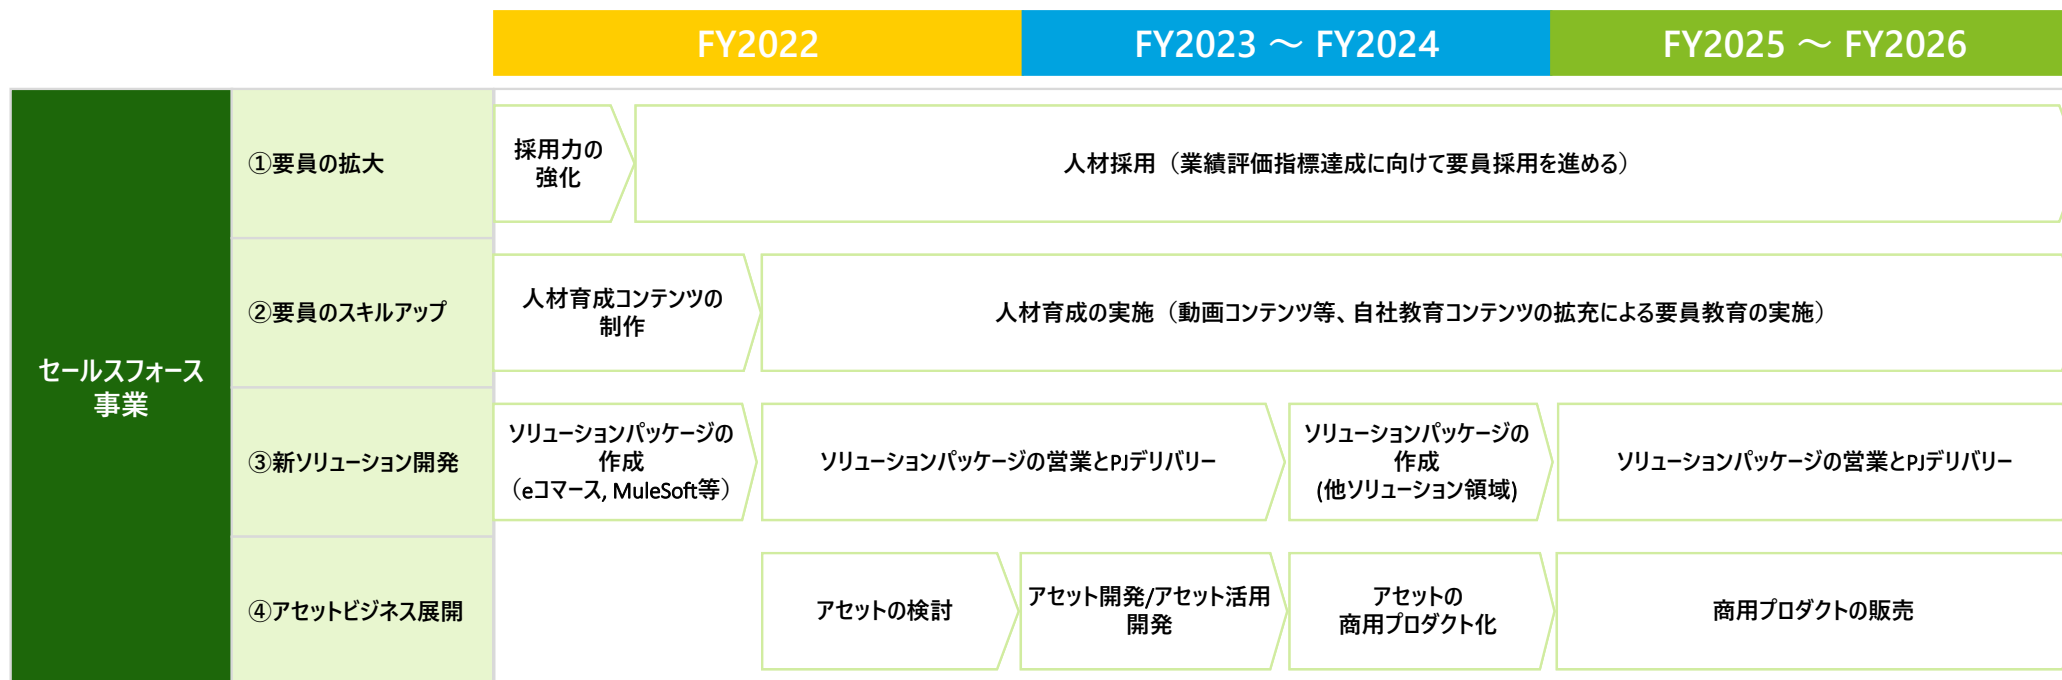 FY2022
FY2023 ～ FY2024
FY2025 ～ FY2026
セールスフォース
事業
①要員の拡大
採用力の
強化
人材採用（業績評価指標達成に向けて要員採用を進める）
②要員のスキルアップ
人材育成コンテンツの
制作
人材育成の実施（動画コンテンツ等、自社教育コンテンツの拡充による要員教育の実施）
③新ソリューション開発
ソリューションパッケージの
作成
（eコマース, MuleSoft等）
ソリューションパッケージの営業とPJデリバリー
ソリューションパッケージの
作成
(他ソリューション領域)
ソリューションパッケージの営業とPJデリバリー
④アセットビジネス展開
アセットの検討
アセット開発/アセット活用
開発
アセットの
商用プロダクト化
商用プロダクトの販売